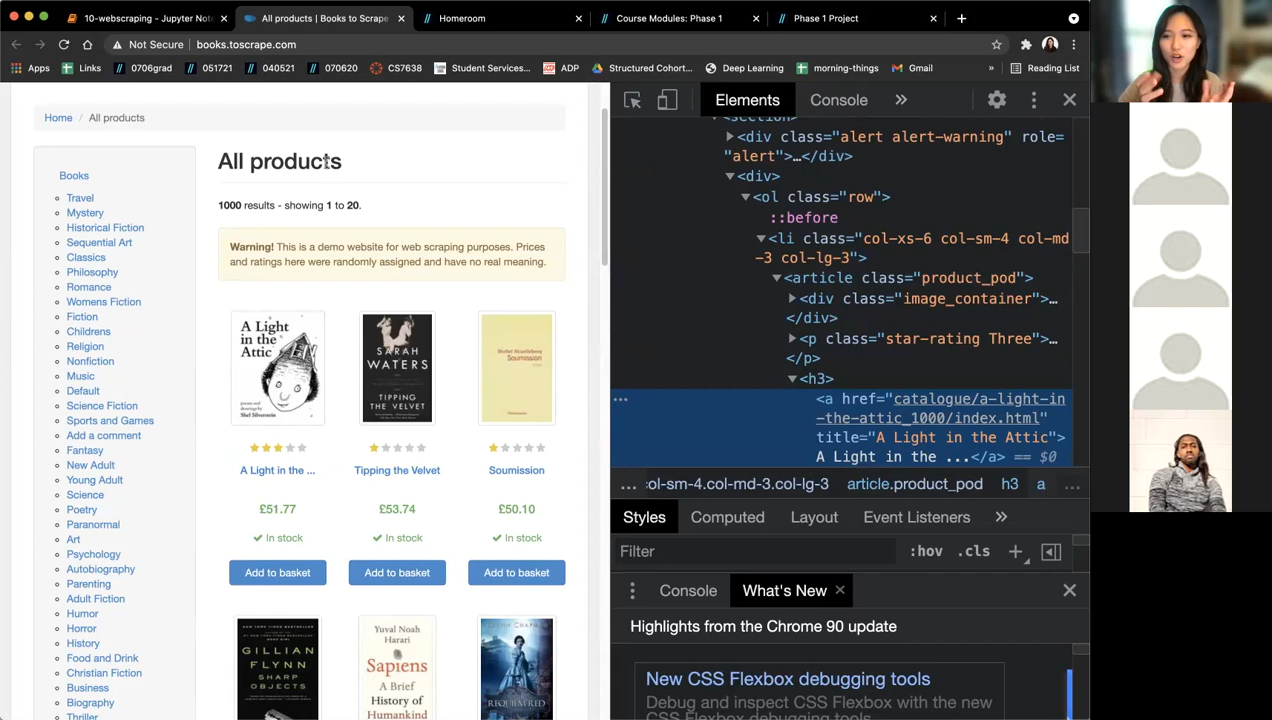 10-webscraping - Jupyter Not
All products | Books to Scrape
Homeroom
Course Modules: Phase 1
Phase 1 Project
Not Secure
books.toscrape.com
Apps
Links
0706grad
051721
040521
070620
CS7638
Student Services...
ADP
Structured Cohort...
Deep Learning
morning-things
Gmail
»
Reading List
Home / All products
Books
Travel
Mystery
Historical Fiction
Sequential Art
Classics
Philosophy
Romance
Womens Fiction
Fiction
Childrens
Religion
Nonfiction
Music
Default
Science Fiction
Sports and Games
Add a comment
Fantasy
New Adult
Young Adult
Science
Poetry
Paranormal
Art
Psychology
Autobiography
Parenting
Adult Fiction
Humor
Horror
History
Food and Drink
Christian Fiction
Business
Biography
Thriller
All products
1000 results - showing 1 to 20.
Warning! This is a demo website for web scraping purposes. Prices
and ratings here were randomly assigned and have no real meaning.
A Light
in the
Attic
SARAH
WATERS
TIPPING
THE VELVET
Soumission
A Light in the ...
Tipping the Velvet
Soumission
£51.77
£53.74
£50.10
In stock
In stock
In stock
Add to basket
Add to basket
Add to basket
GILLIAN
FLYNN
SHARP
OBJECTS
Yuval Noah
Harari
Sapiens
A Brief
History of
Humankind
REQUIEM RED
Elements
Console
»
<section>
<div class="alert alert-warning" role=
"alert">…</div>
<div>
<ol class="row">
::before
<li class="col-xs-6 col-sm-4 col-md
-3 col-lg-3">
<article class="product_pod">
<div class="image_container">…
</div>
<p class="star-rating Three">…
</p>
<h3>
<a href="catalogue/a-light-in
-the-attic_1000/index.html"
title="A Light in the Attic">
A Light in the ...</a> == $0
... col-sm-4.col-md-3.col-lg-3 article.product_pod h3 a ...
Styles
Computed
Layout
Event Listeners
»
Filter
:hov .cls +
Console
What's New
Highlights from the Chrome 90 update
New CSS Flexbox debugging tools
Debug and inspect CSS Flexbox with the new
CSS Flexbox debugging tools